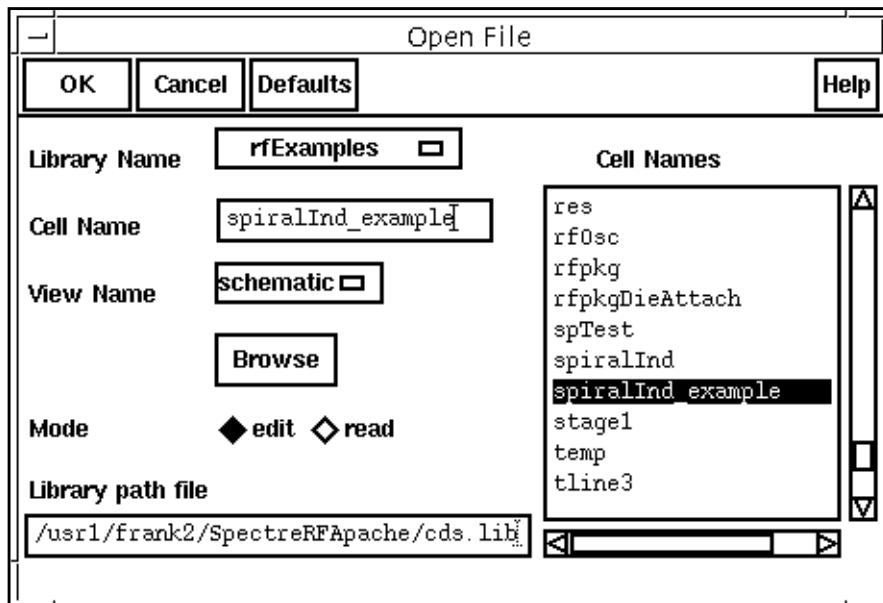 Open File
OK Cancel Defaults Help
Library Name rfExamples
Cell Names
Cell Name spiralInd_example
View Name schematic
Browse
Mode edit read
Library path file
/usr1/frank2/SpectreRFApache/cds.lib
res
rfOsc
rfpkg
rfpkgDieAttach
spTest
spiralInd
spiralInd_example
stage1
temp
tline3